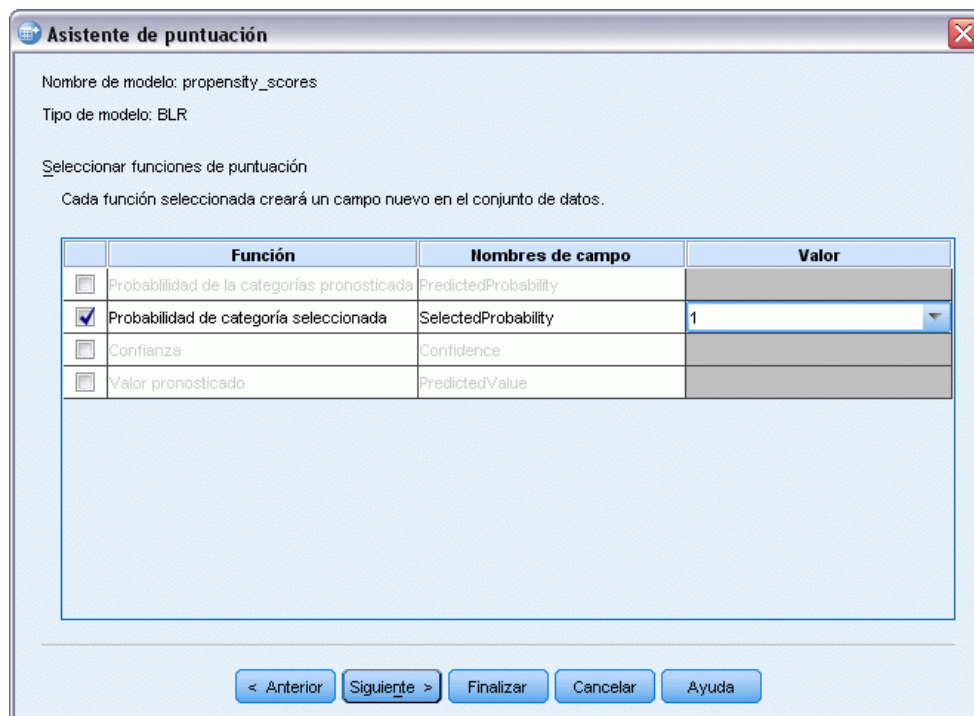 Asistente de puntuación
Nombre de modelo: propensity_scores
Tipo de modelo: BLR
Seleccionar funciones de puntuación
Cada función seleccionada creará un campo nuevo en el conjunto de datos.
Función Nombres de campo Valor
Probablilidad de la categorías pronosticada PredictedProbability
Probabilidad de categoría seleccionada SelectedProbability 1
Confianza Confidence
Valor pronosticado PredictedValue
< Anterior Siguiente > Finalizar Cancelar Ayuda